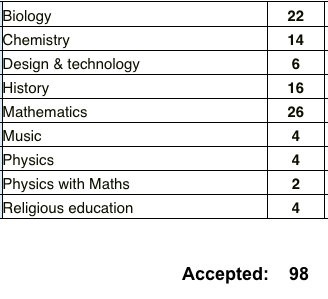 Biology 22
Chemistry 14
Design & technology 6
History 16
Mathematics 26
Music 4
Physics 4
Physics with Maths 2
Religious education 4
Accepted: 98